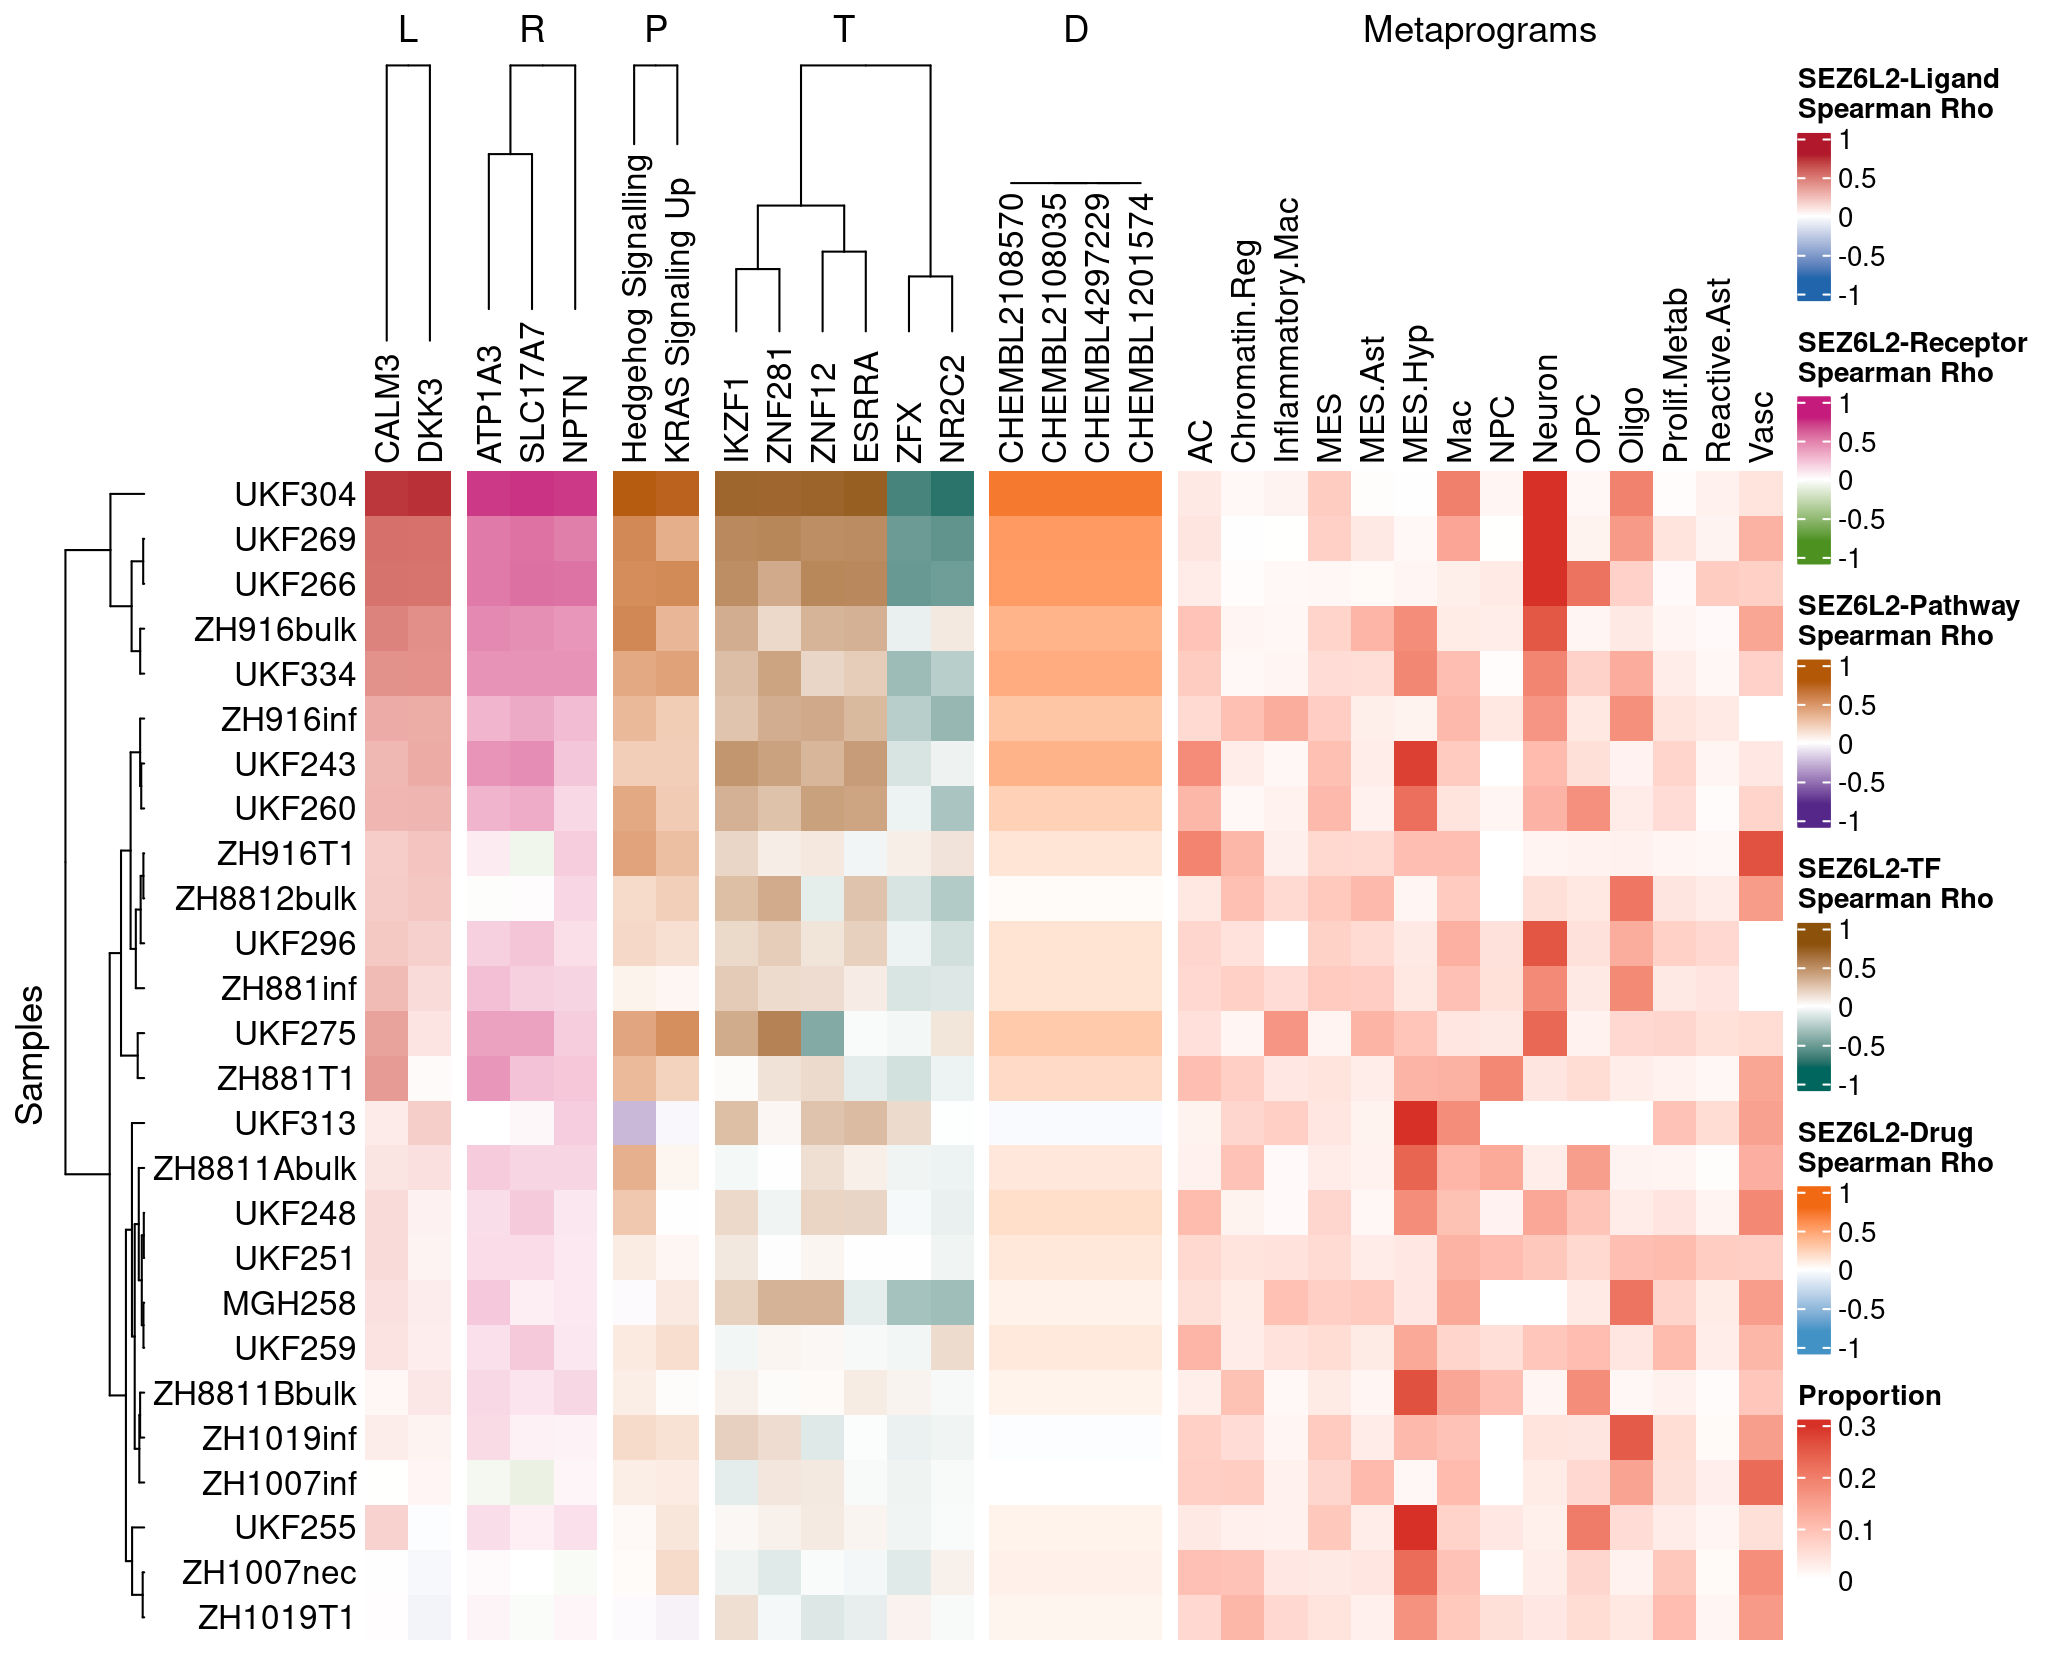 L R P T D Metaprograms
Hedgehog Signalling
KRAS Signaling Up
CALM3
DKK3
ATP1A3
SLC17A7
NPTN
IKZF1
ZNF281
ZNF12
ESRRA
ZFX
NR2C2
CHEMBL2108570
CHEMBL2108035
CHEMBL4297229
CHEMBL1201574
AC
Chromatin.Reg
Inflammatory.Mac
MES
MES.Ast
MES.Hyp
Mac
NPC
Neuron
OPC
Oligo
Prolif.Metab
Reactive.Ast
Vasc
Samples
UKF304
UKF269
UKF266
ZH916bulk
UKF334
ZH916inf
UKF243
UKF260
ZH916T1
ZH8812bulk
UKF296
ZH881inf
UKF275
ZH881T1
UKF313
ZH8811Abulk
UKF248
UKF251
MGH258
UKF259
ZH8811Bbulk
ZH1019inf
ZH1007inf
UKF255
ZH1007nec
ZH1019T1
SEZ6L2-Ligand
Spearman Rho
1
0.5
0
-0.5
-1
SEZ6L2-Receptor
Spearman Rho
1
0.5
0
-0.5
-1
SEZ6L2-Pathway
Spearman Rho
1
0.5
0
-0.5
-1
SEZ6L2-TF
Spearman Rho
1
0.5
0
-0.5
-1
SEZ6L2-Drug
Spearman Rho
1
0.5
0
-0.5
-1
Proportion
0.3
0.2
0.1
0